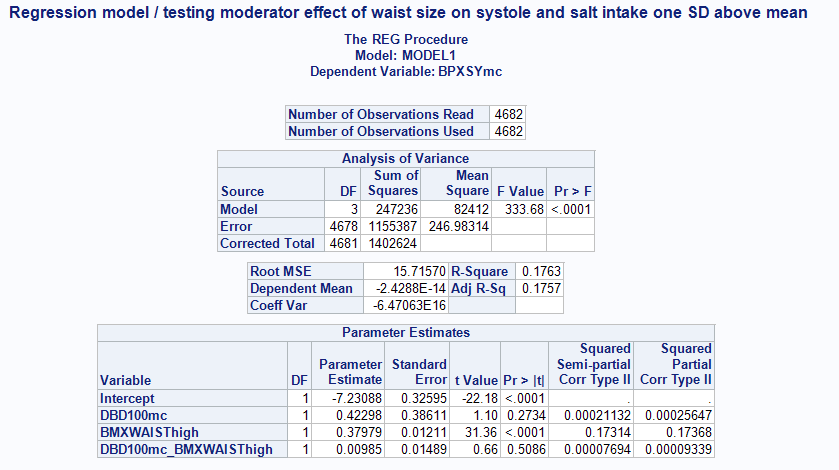 Regression model / testing moderator effect of waist size on systole and salt intake one SD above mean
The REG Procedure
Model: MODEL1
Dependent Variable: BPXSYmc
Number of Observations Read 4682
Number of Observations Used 4682
Analysis of Variance
Source DF Sum of Squares Mean Square F Value Pr > F
Model 3 247236 82412 333.68 <.0001
Error 4678 1155387 246.98314
Corrected Total 4681 1402624
Root MSE 15.71570 R-Square 0.1763
Dependent Mean -2.4288E-14 Adj R-Sq 0.1757
Coeff Var -6.47063E16
Parameter Estimates
Variable DF Parameter Estimate Standard Error t Value Pr > |t| Squared Semi-partial Corr Type II Squared Partial Corr Type II
Intercept 1 -7.23088 0.32595 -22.18 <.0001 . .
DBD100mc 1 0.42298 0.38611 1.10 0.2734 0.00021132 0.00025647
BMXWAISThigh 1 0.37979 0.01211 31.36 <.0001 0.17314 0.17368
DBD100mc_BMXWAISThigh 1 0.00985 0.01489 0.66 0.5086 0.00007694 0.00009339